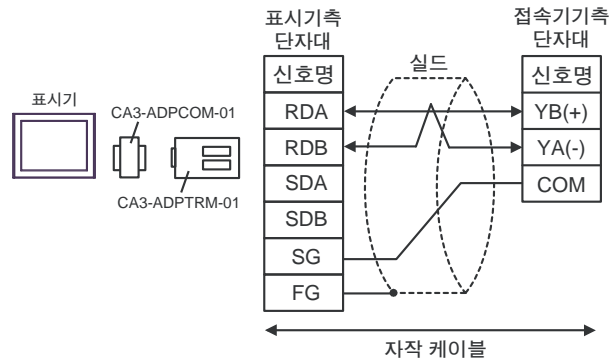 표시기
CA3-ADPCOM-01
CA3-ADPTRM-01
표시기측
단자대
신호명
RDA
RDB
SDA
SDB
SG
FG
실드
접속기기측
단자대
신호명
YB(+)
YA(-)
COM
자작 케이블